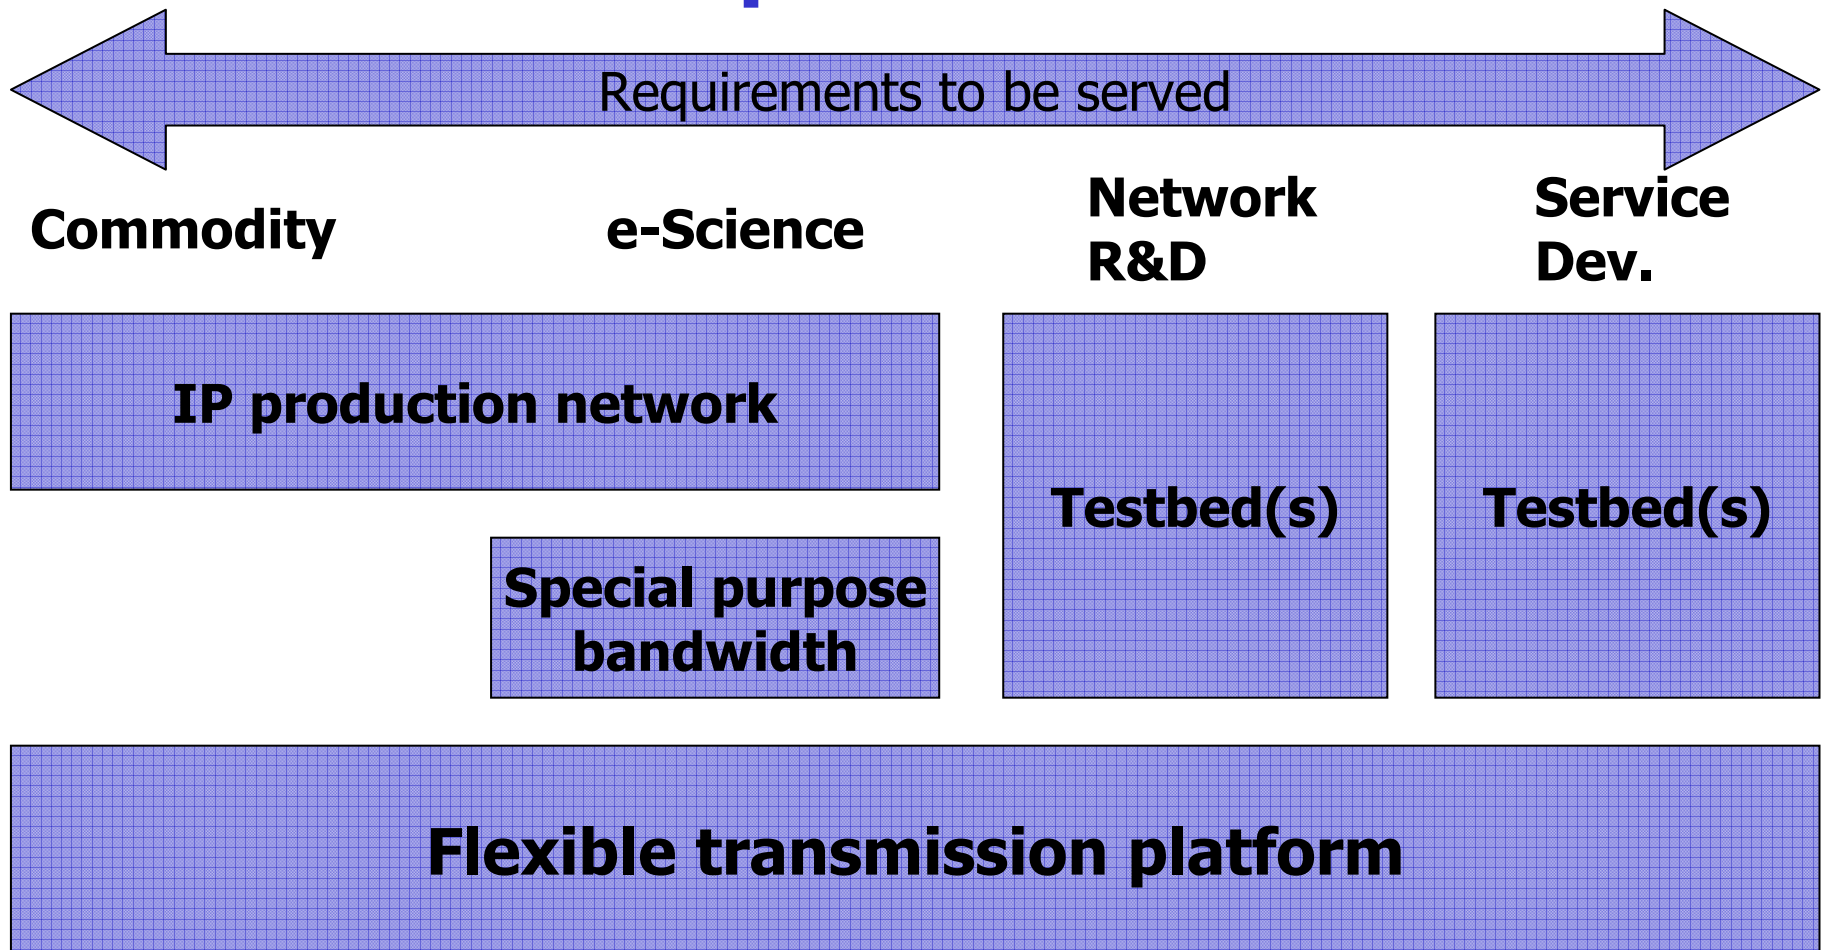 Requirements to be served
Commodity
e-Science
Network
R&D
Service
Dev.
IP production network
Testbed(s)
Testbed(s)
Special purpose
bandwidth
Flexible transmission platform